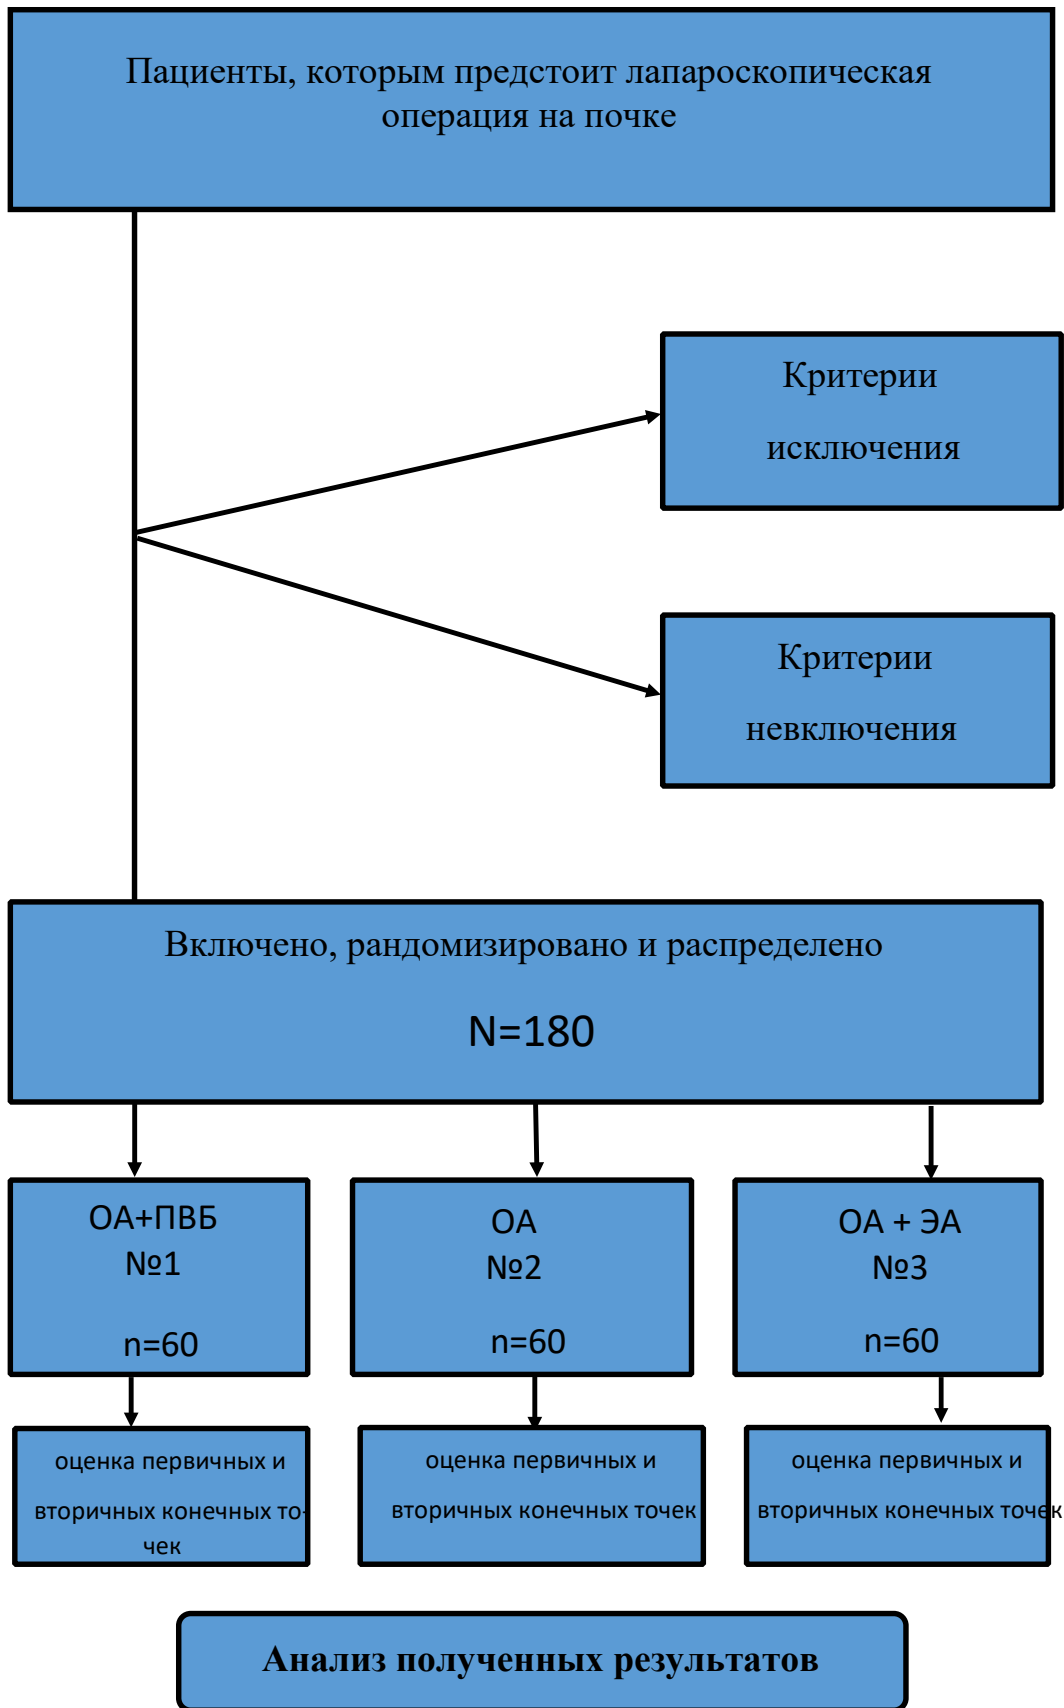 Пациенты, которым предстоит лапароскопическая
операция на почке
Критерии
исключения
Критерии
невключения
Включено, рандомизировано и распределено
N=180
ОА+ПВБ
№1
n=60
ОА
№2
n=60
ОА + ЭА
№3
n=60
оценка первичных и
вторичных конечных то-
чек
оценка первичных и
вторичных конечных точек
оценка первичных и
вторичных конечных точек
Анализ полученных результатов